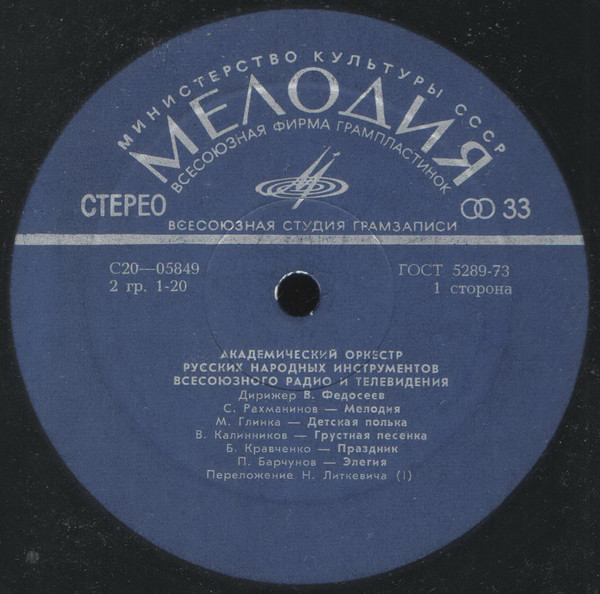 МИНИСТЕРСТВО КУЛЬТУРЫ СССР
МЕЛОДИЯ
ВСЕСОЮЗНАЯ ФИРМА ГРАМПЛАСТИНОК
СТЕРЕО
33
ВСЕСОЮЗНАЯ СТУДИЯ ГРАМЗАПИСИ
С20—05849
ГОСТ 5289-73
2 гр. 1-20
1 сторона
АКАДЕМИЧЕСКИЙ ОРКЕСТР
РУССКИХ НАРОДНЫХ ИНСТРУМЕНТОВ
ВСЕСОЮЗНОГО РАДИО И ТЕЛЕВИДЕНИЯ
Дирижер В. Федосеев
С. Рахманинов — Мелодия
М. Глинка — Детская полька
В. Калинников — Грустная песенка
Б. Кравченко — Праздник
П. Барчунов — Элегия
Переложение Н. Литкевича (1)